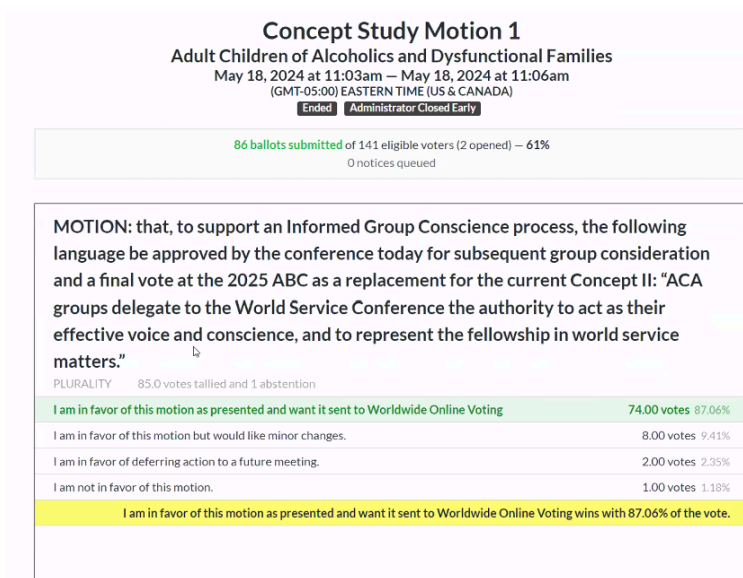 Concept Study Motion 1
Adult Children of Alcoholics and Dysfunctional Families
May 18, 2024 at 11:03am — May 18, 2024 at 11:06am
(GMT-05:00) EASTERN TIME (US & CANADA)
Ended Administrator Closed Early
86 ballots submitted of 141 eligible voters (2 opened) — 61%
0 notices queued
MOTION: that, to support an Informed Group Conscience process, the following
language be approved by the conference today for subsequent group consideration
and a final vote at the 2025 ABC as a replacement for the current Concept II: “ACA
groups delegate to the World Service Conference the authority to act as their
effective voice and conscience, and to represent the fellowship in world service
matters.”
PLURALITY 85.0 votes tallied and 1 abstention
I am in favor of this motion as presented and want it sent to Worldwide Online Voting 74.00 votes 87.06%
I am in favor of this motion but would like minor changes. 8.00 votes 9.41%
I am in favor of deferring action to a future meeting. 2.00 votes 2.35%
I am not in favor of this motion. 1.00 votes 1.18%
I am in favor of this motion as presented and want it sent to Worldwide Online Voting wins with 87.06% of the vote.